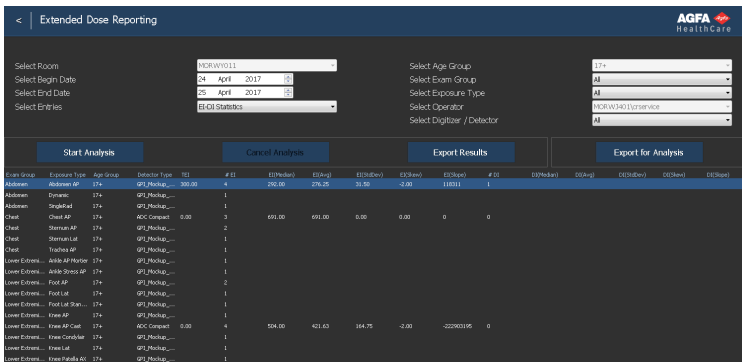 < Extended Dose Reporting
AGFA
HealthCare
Select Room MORWY011
Select Begin Date 24 April 2017
Select End Date 25 April 2017
Select Entries EI-DI Statistics
Select Age Group 17+
Select Exam Group All
Select Exposure Type All
Select Operator MORWJ401\crservice
Select Digitizer / Detector All
Start Analysis Cancel Analysis Export Results Export for Analysis
Exam Group Exposure Type Age Group Detector Type TEI # EI EI(Median) EI(Avg) EI(StdDev) EI(Skew) EI(Slope) # DI DI(Median) DI(Avg) DI(StdDev) DI(Skew) DI(Slope)
Abdomen Abdomen AP 17+ GPI_Mockup_... 300.00 4 292.00 276.25 31.50 -2.00 118311 1
Abdomen Dynamic 17+ GPI_Mockup_... 1
Abdomen SingleRad 17+ GPI_Mockup_... 1
Chest Chest AP 17+ ADC Compact 0.00 3 691.00 691.00 0.00 0.00 0 0
Chest Sternum AP 17+ GPI_Mockup_... 2
Chest Sternum Lat 17+ GPI_Mockup_... 1
Chest Trachea AP 17+ GPI_Mockup_... 1
Lower Extremi... Ankle AP Mortier 17+ GPI_Mockup_... 1
Lower Extremi... Ankle Stress AP 17+ GPI_Mockup_... 1
Lower Extremi... Foot AP 17+ GPI_Mockup_... 2
Lower Extremi... Foot Lat 17+ GPI_Mockup_... 1
Lower Extremi... Foot Lat Stan... 17+ GPI_Mockup_... 1
Lower Extremi... Knee AP 17+ GPI_Mockup_... 1
Lower Extremi... Knee AP Cast 17+ ADC Compact 0.00 4 504.00 421.63 164.75 -2.00 -222903195 0
Lower Extremi... Knee Condylair 17+ GPI_Mockup_... 1
Lower Extremi... Knee Lat 17+ GPI_Mockup_... 1
Lower Extremi... Knee Patella AX 17+ GPI_Mockup_... 1